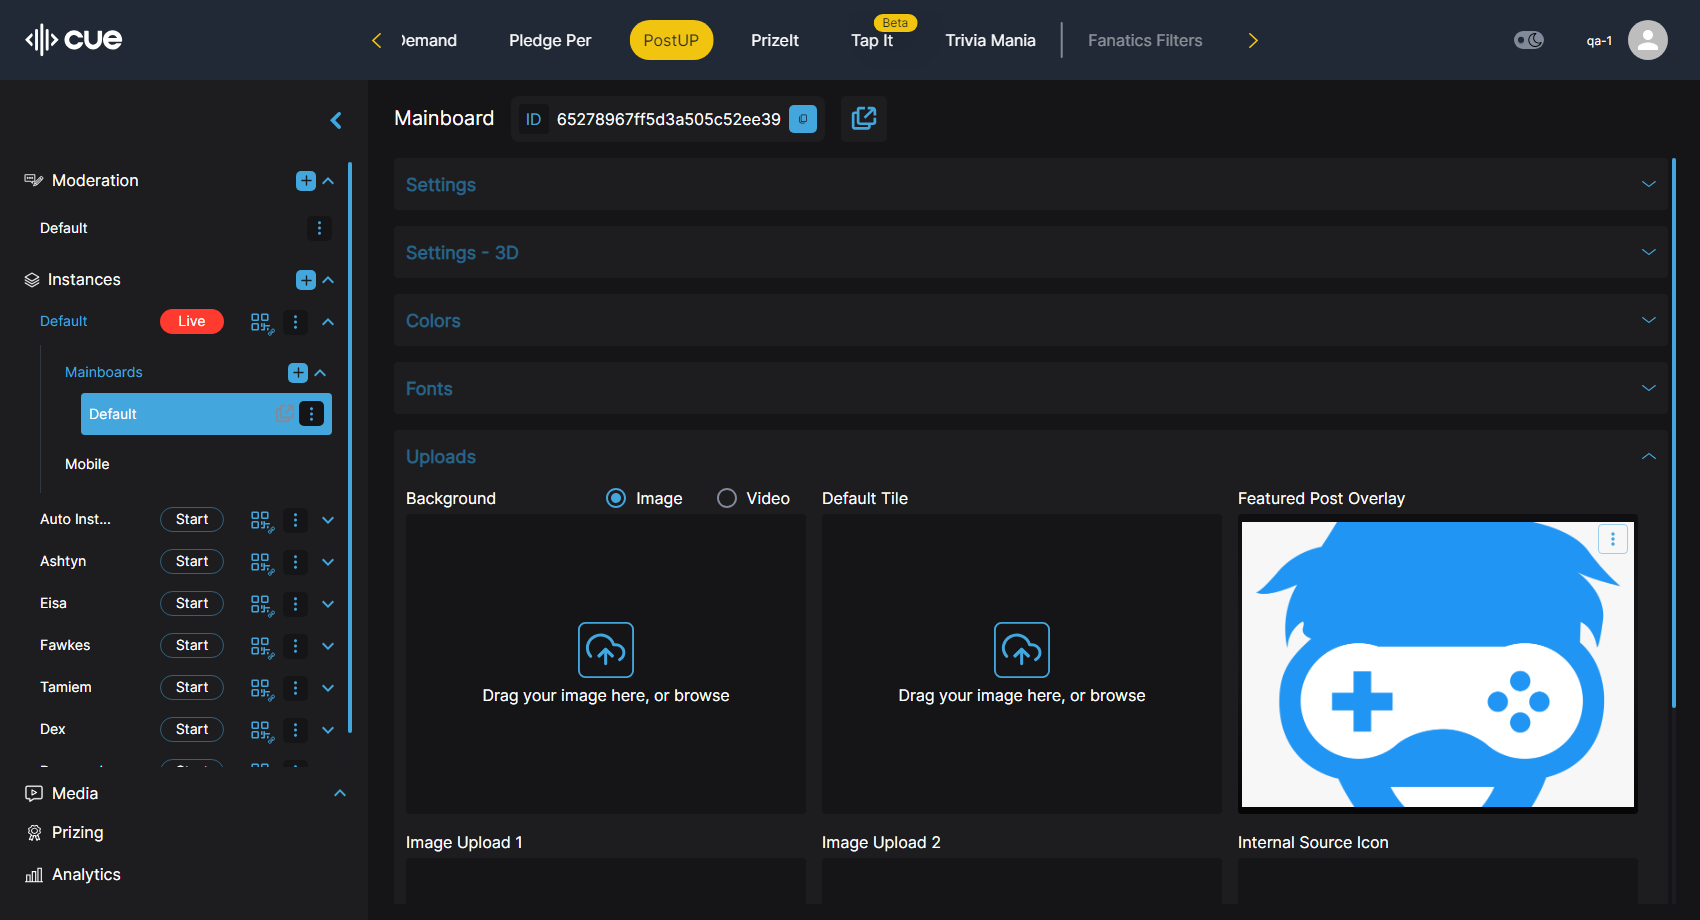 cue
Demand
Pledge Per
PostUP
PrizeIt
Tap It
Beta
Trivia Mania
Fanatics Filters
qa-1
Moderation
Default
Instances
Default
Live
Mainboards
Default
Mobile
Auto Inst...
Start
Ashtyn
Start
Eisa
Start
Fawkes
Start
Tamiem
Start
Dex
Start
Media
Prizing
Analytics
Mainboard
ID
65278967ff5d3a505c52ee39
Settings
Settings - 3D
Colors
Fonts
Uploads
Background
Image
Video
Default Tile
Featured Post Overlay
Drag your image here, or browse
Drag your image here, or browse
Image Upload 1
Image Upload 2
Internal Source Icon